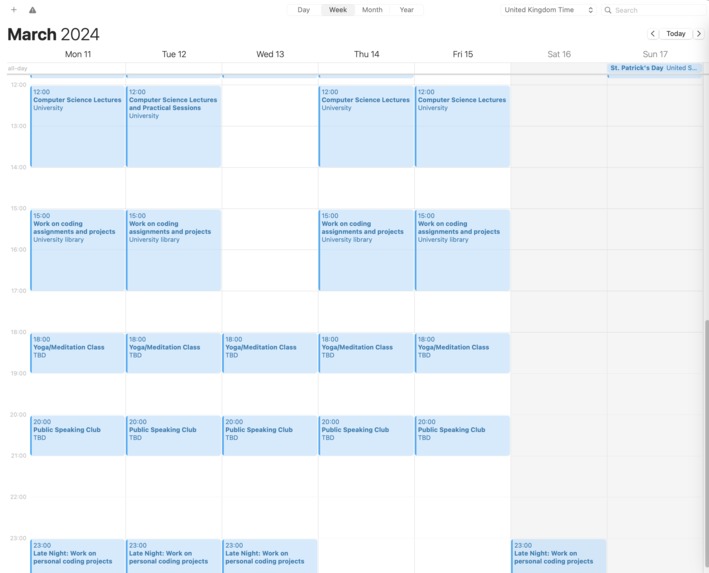 +
Day Week Month Year
United Kingdom Time
Search
March 2024
< Today >
Mon 11 Tue 12 Wed 13 Thu 14 Fri 15 Sat 16 Sun 17
all-day
St. Patrick's Day United S...
12:00
12:00
Computer Science Lectures
University
12:00
Computer Science Lectures
and Practical Sessions
University
12:00
Computer Science Lectures
University
12:00
Computer Science Lectures
University
13:00
14:00
15:00
15:00
Work on coding
assignments and projects
University library
15:00
Work on coding
assignments and projects
University library
15:00
Work on coding
assignments and projects
University library
15:00
Work on coding
assignments and projects
University library
16:00
17:00
18:00
18:00
Yoga/Meditation Class
TBD
18:00
Yoga/Meditation Class
TBD
18:00
Yoga/Meditation Class
TBD
18:00
Yoga/Meditation Class
TBD
18:00
Yoga/Meditation Class
TBD
19:00
20:00
20:00
Public Speaking Club
TBD
20:00
Public Speaking Club
TBD
20:00
Public Speaking Club
TBD
20:00
Public Speaking Club
TBD
20:00
Public Speaking Club
TBD
21:00
22:00
23:00
23:00
Late Night: Work on
personal coding projects
23:00
Late Night: Work on
personal coding projects
23:00
Late Night: Work on
personal coding projects
23:00
Late Night: Work on
personal coding projects